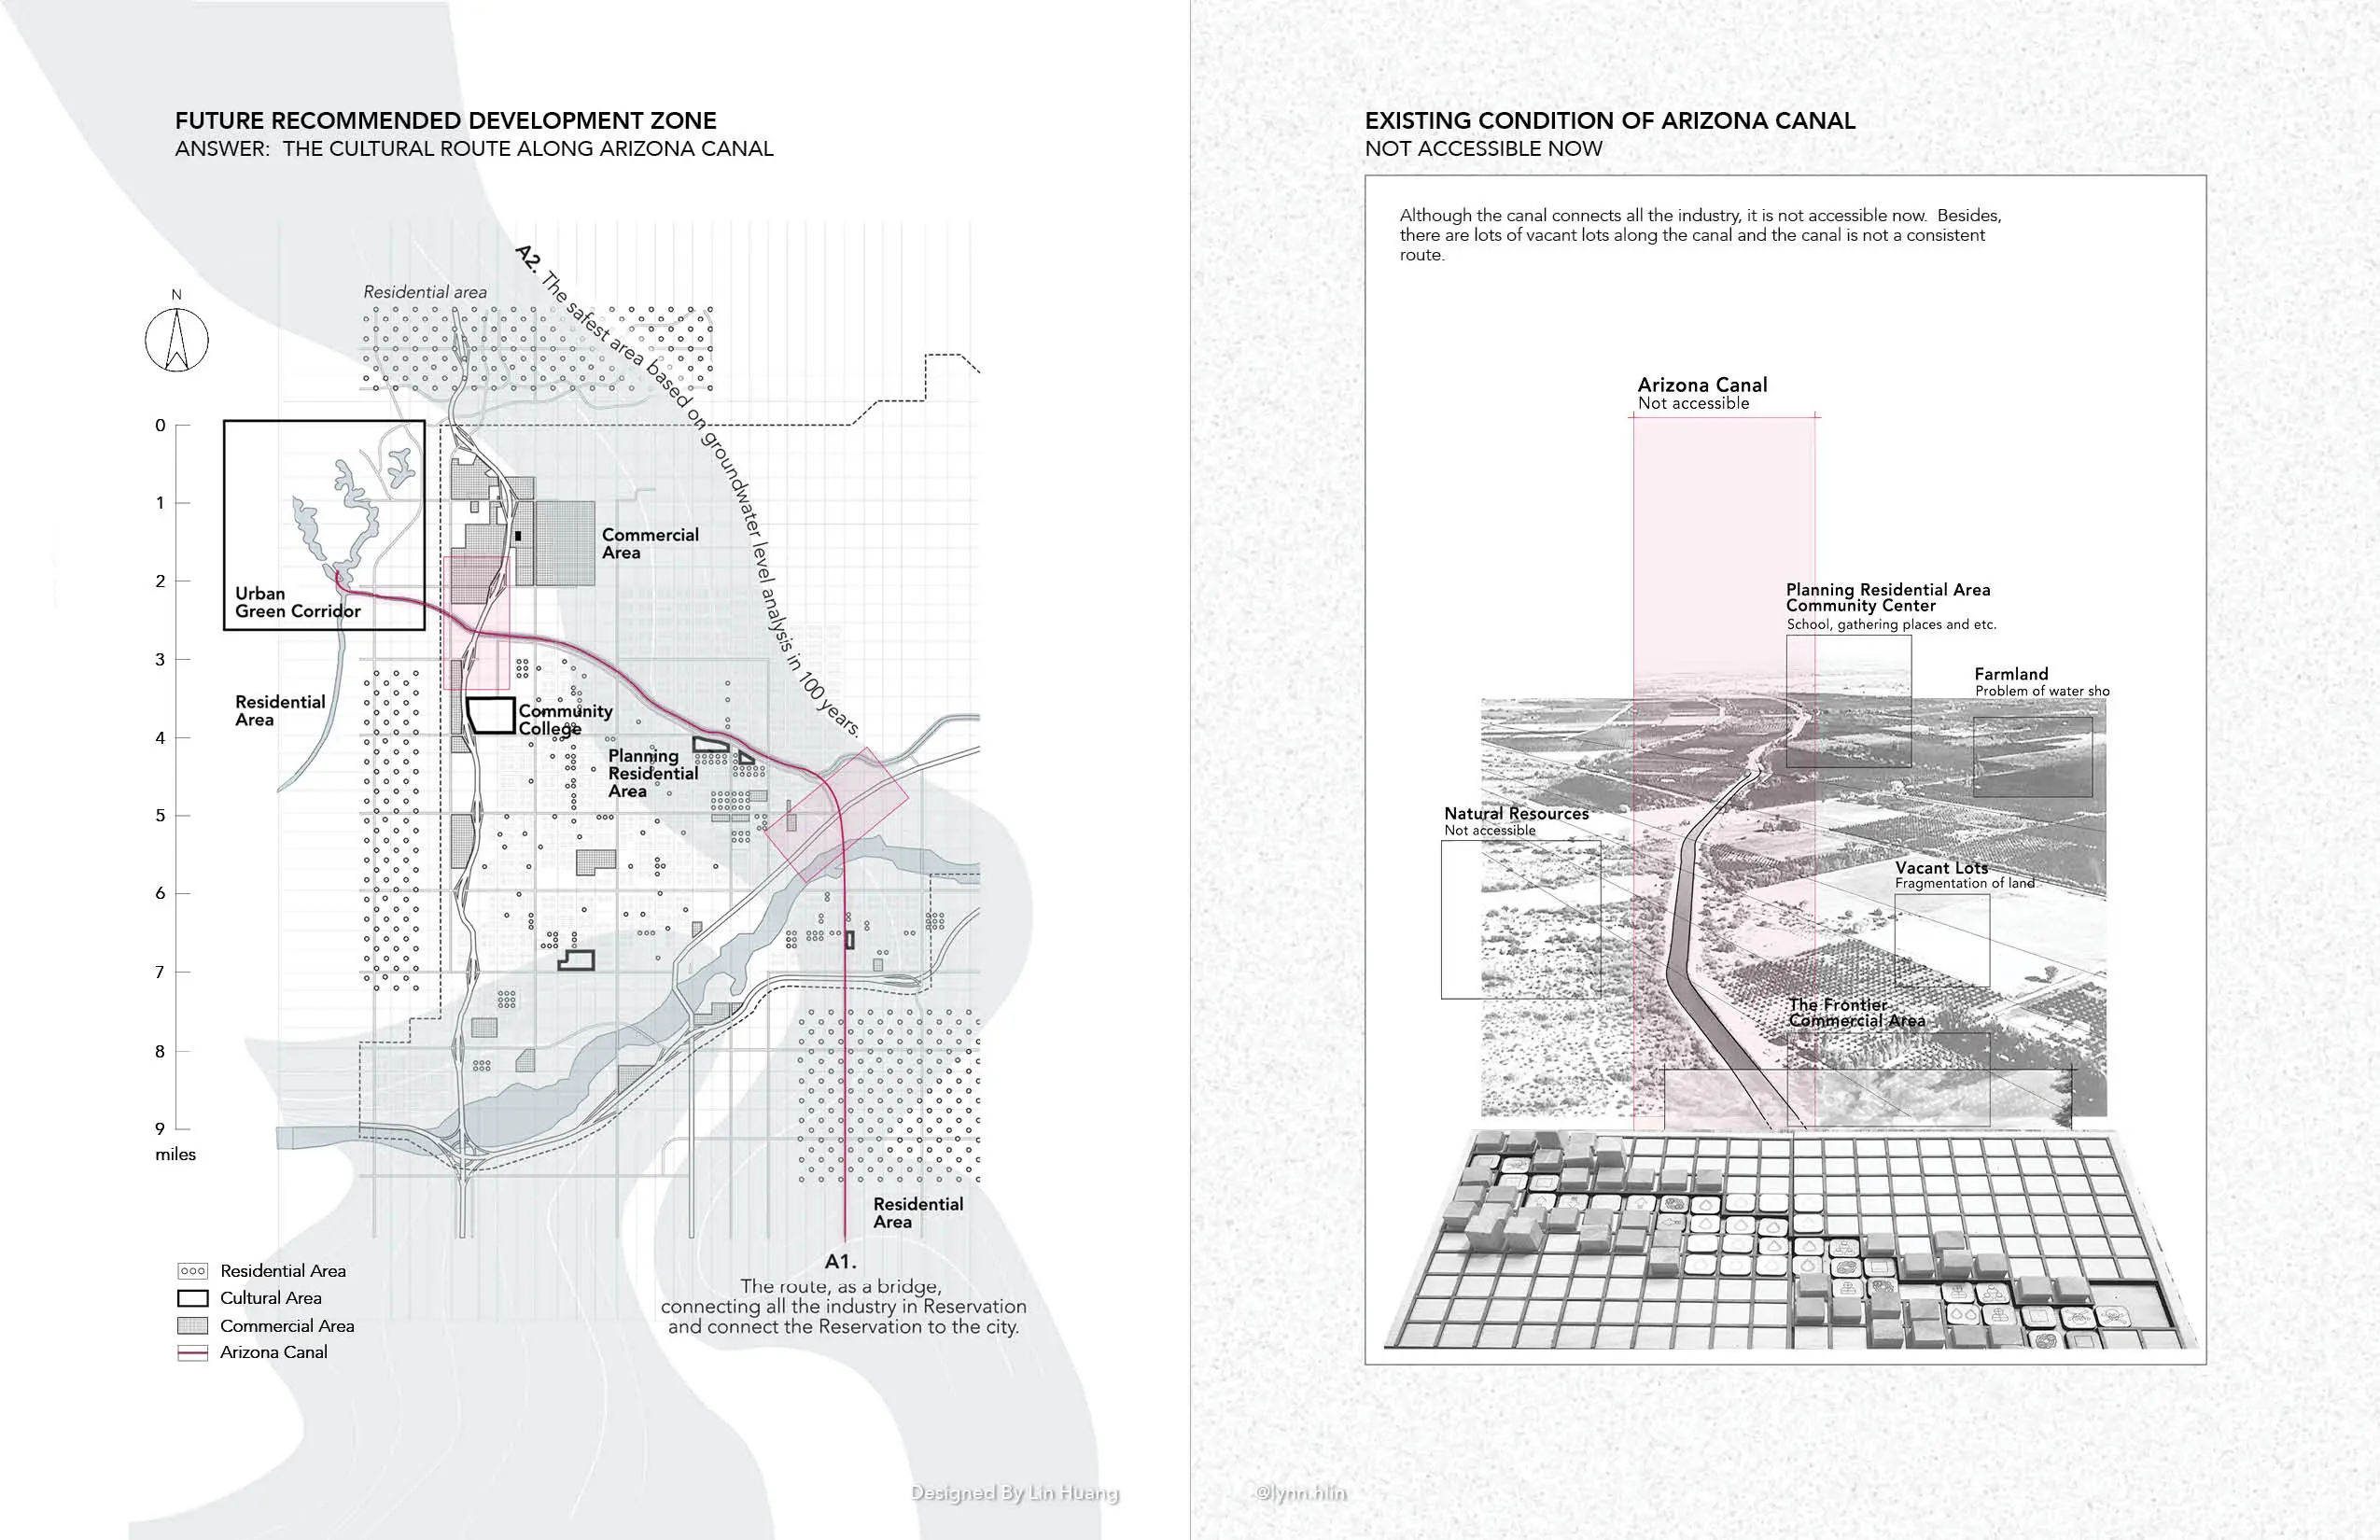 FUTURE RECOMMENDED DEVELOPMENT ZONE
ANSWER: THE CULTURAL ROUTE ALONG ARIZONA CANAL
A2. The safest area based on groundwater level analysis in 100 years.
Residential area
N
0
1
2
3
4
5
6
7
8
9
miles
Urban
Green Corridor
Commercial
Area
Residential
Area
Community
College
Planning
Residential
Area
Residential
Area
A1.
The route, as a bridge,
connecting all the industry in Reservation
and connect the Reservation to the city.
Residential Area
Cultural Area
Commercial Area
Arizona Canal
Designed By Lin Huang
EXISTING CONDITION OF ARIZONA CANAL
NOT ACCESSIBLE NOW
Although the canal connects all the industry, it is not accessible now. Besides,
there are lots of vacant lots along the canal and the canal is not a consistent
route.
Arizona Canal
Not accessible
Planning Residential Area
Community Center
School, gathering places and etc.
Farmland
Problem of water sho
Natural Resources
Not accessible
Vacant Lots
Fragmentation of land
The Frontier
Commercial Area
@lynn.hlin